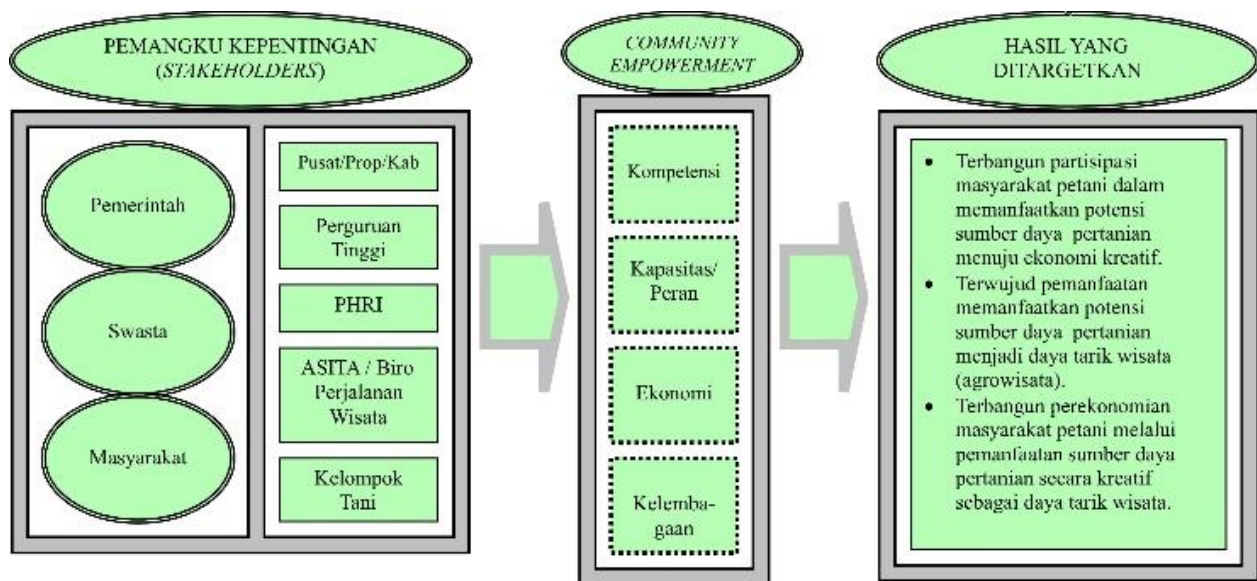 PEMANGKU KEPENTINGAN
(STAKEHOLDERS)
Pemerintah
Swasta
Masyarakat
Pusat/Prop/Kab
Perguruan
Tinggi
PHRI
ASITA / Biro
Perjalanan
Wisata
Kelompok
Tani
COMMUNITY
EMPOWERMENT
Kompetensi
Kapasitas/
Peran
Ekonomi
Kelemba-
gaan
HASIL YANG
DITARGETKAN
• Terbangun partisipasi
masyarakat petani dalam
memanfaatkan potensi
sumber daya pertanian
menuju ekonomi kreatif.
• Terwujud pemanfaatan
memanfaatkan potensi
sumber daya pertanian
menjadi daya tarik wisata
(agrowisata).
• Terbangun perekonomian
masyarakat petani melalui
pemanfaatan sumber daya
pertanian secara kreatif
sebagai daya tarik wisata.